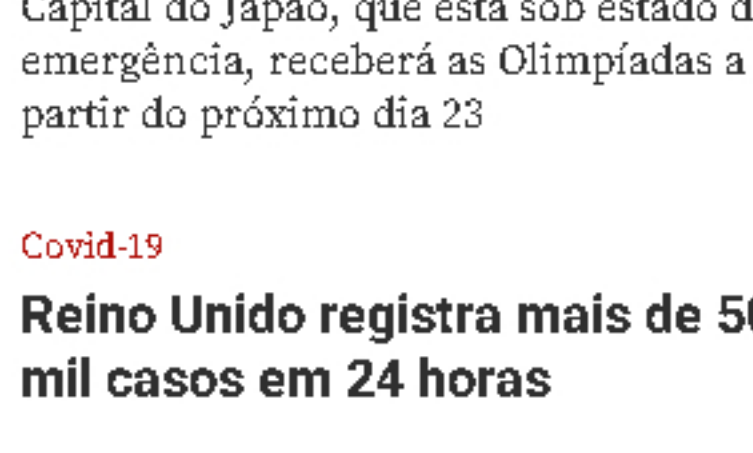 Capital do Japão, que está sob estado d
emergência, receberá as Olimpíadas a
partir do próximo dia 23
Covid-19
Reino Unido registra mais de 50
mil casos em 24 horas